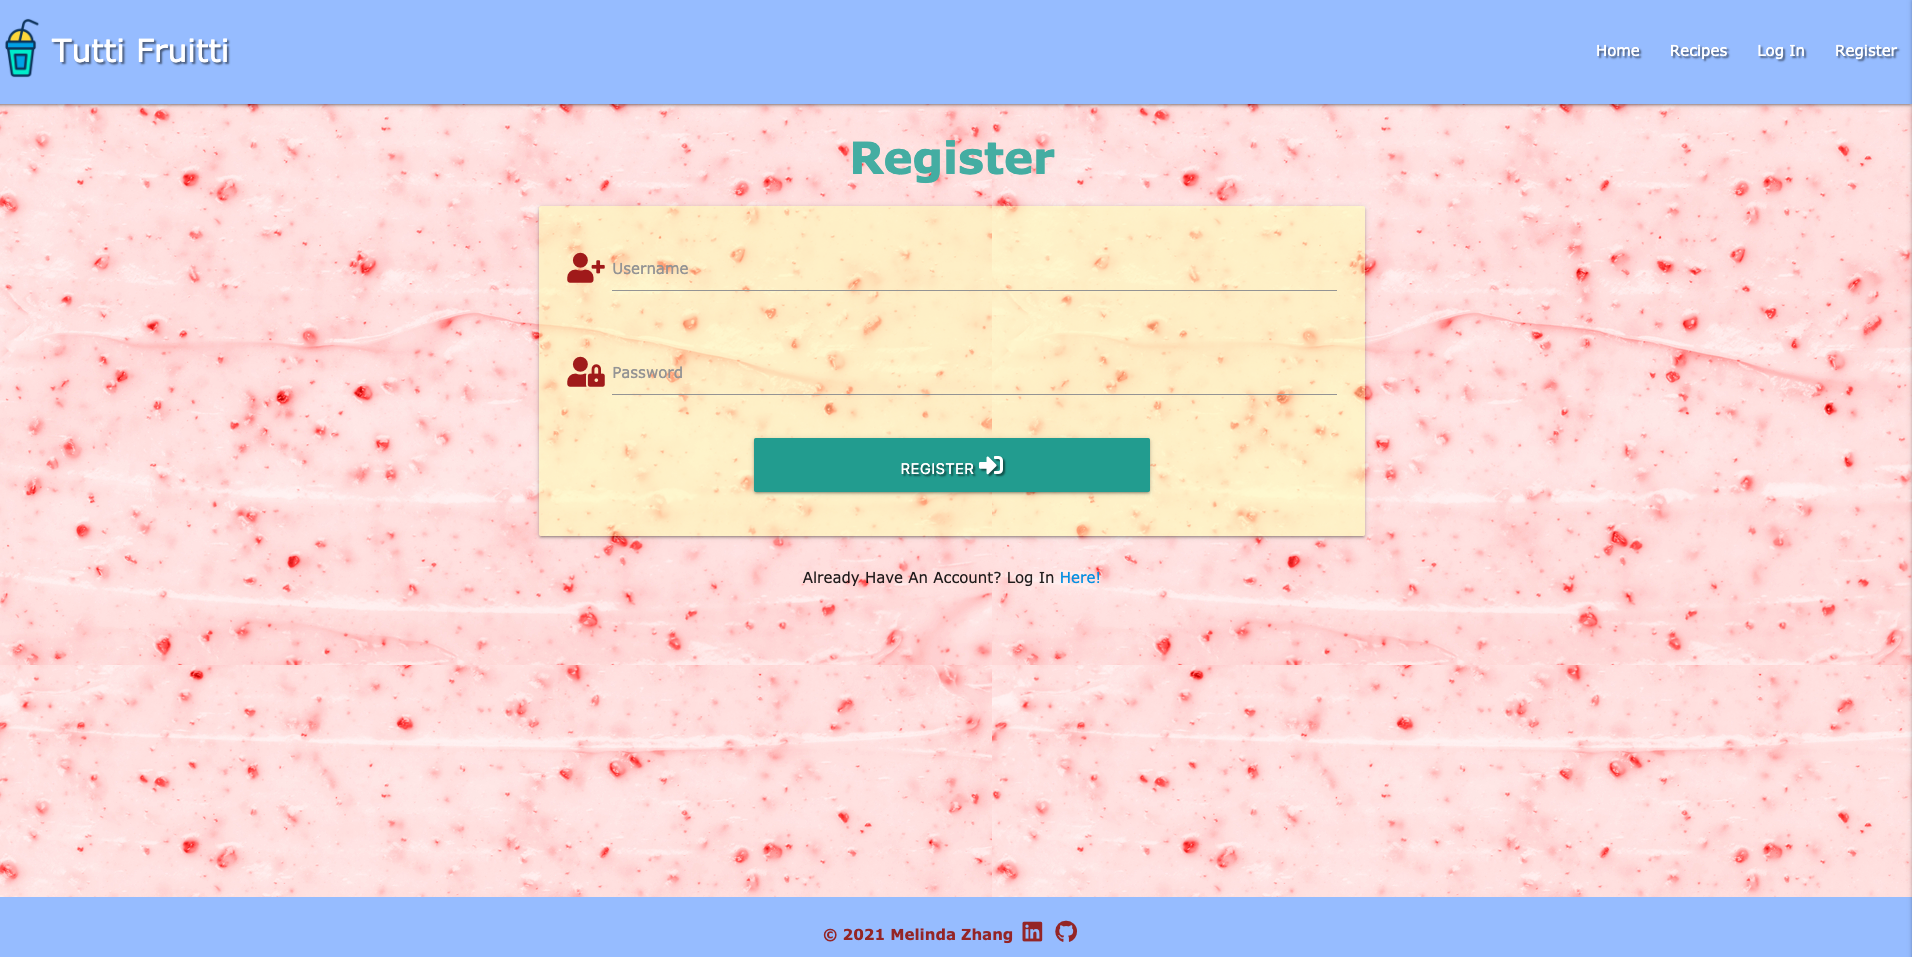 Tutti Fruitti
Home Recipes Log In Register
Register
Username
Password
REGISTER
Already Have An Account? Log In Here!
© 2021 Melinda Zhang